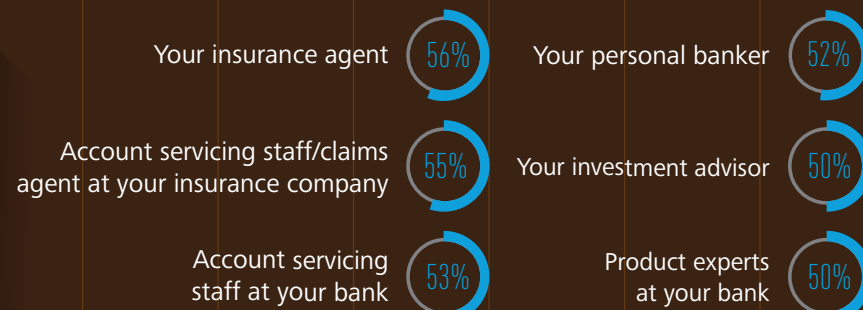 Your insurance agent 56%
Account servicing staff/claims
agent at your insurance company 55%
Account servicing
staff at your bank 53%
Your personal banker 52%
Your investment advisor 50%
Product experts
at your bank 50%